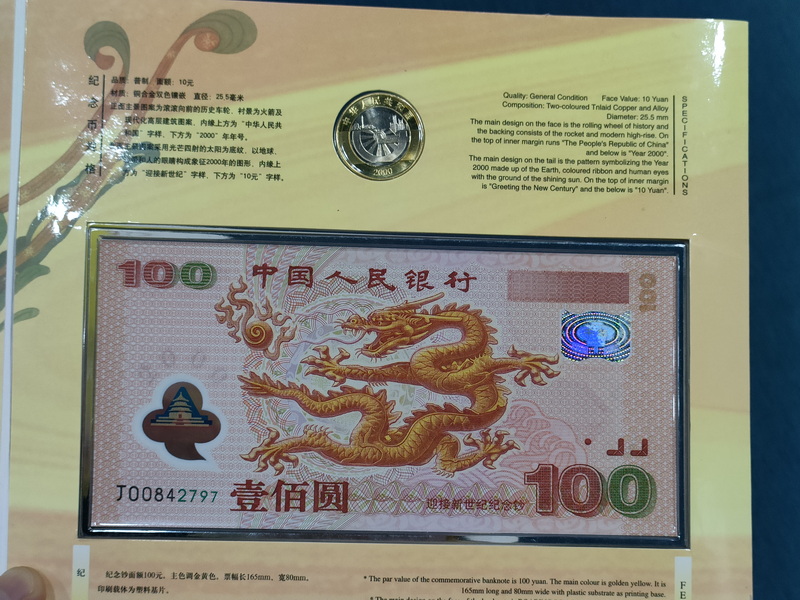 纪念币规格
品质：普制 面额：10元
材质：铜合金双色镶嵌 直径：25.5毫米
正面主景图案为滚滚向前的历史车轮，衬景为火箭及
现代化高层建筑图案，内缘上方为“中华人民共
和国”字样，下方为“2000”年年号。
主景图案采用光芒四射的太阳为底纹，以地球、
和人的眼睛构成象征2000年的图形，内缘上
方为“迎接新世纪”字样，下方为“10元”字样。
中华人民共和国
2000
Quality: General Condition Face Value: 10 Yuan
Composition: Two-coloured Tnlaid Copper and Alloy
Diameter: 25.5 mm
The main design on the face is the rolling wheel of history and
the backing consists of the rocket and modern high-rise. On
the top of inner margin runs "The People's Republic of China"
and below is "Year 2000".
The main design on the tail is the pattern symbolizing the Year
2000 made up of the Earth, coloured ribbon and human eyes
with the ground of the shining sun. On the top of inner margin
is "Greeting the New Century" and the below is "10 Yuan".
SPECIFICATIONS
100 中国人民银行
100
J00842797 壹佰圆
迎接新世纪纪念钞 100
纪
纪念钞面额100元，主色调金黄色，票幅长165mm、宽80mm，
印刷载体为塑料基片。
* The par value of the commemorative banknote is 100 yuan. The main colour is golden yellow. It is
165mm long and 80mm wide with plastic substrate as printing base.
FE